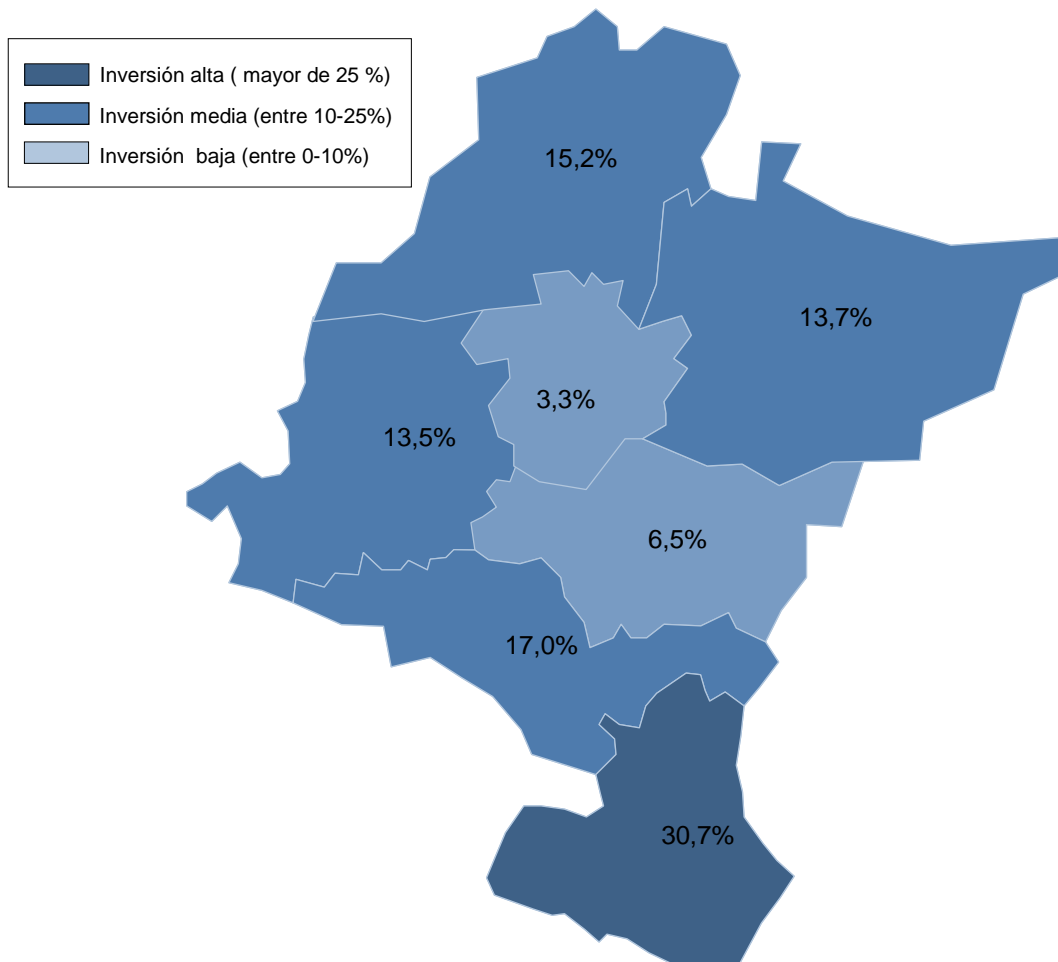 Inversión alta ( mayor de 25 %)
Inversión media (entre 10-25%)
Inversión  baja (entre 0-10%)
15,2%
13,7%
3,3%
13,5%
6,5%
17,0%
30,7%